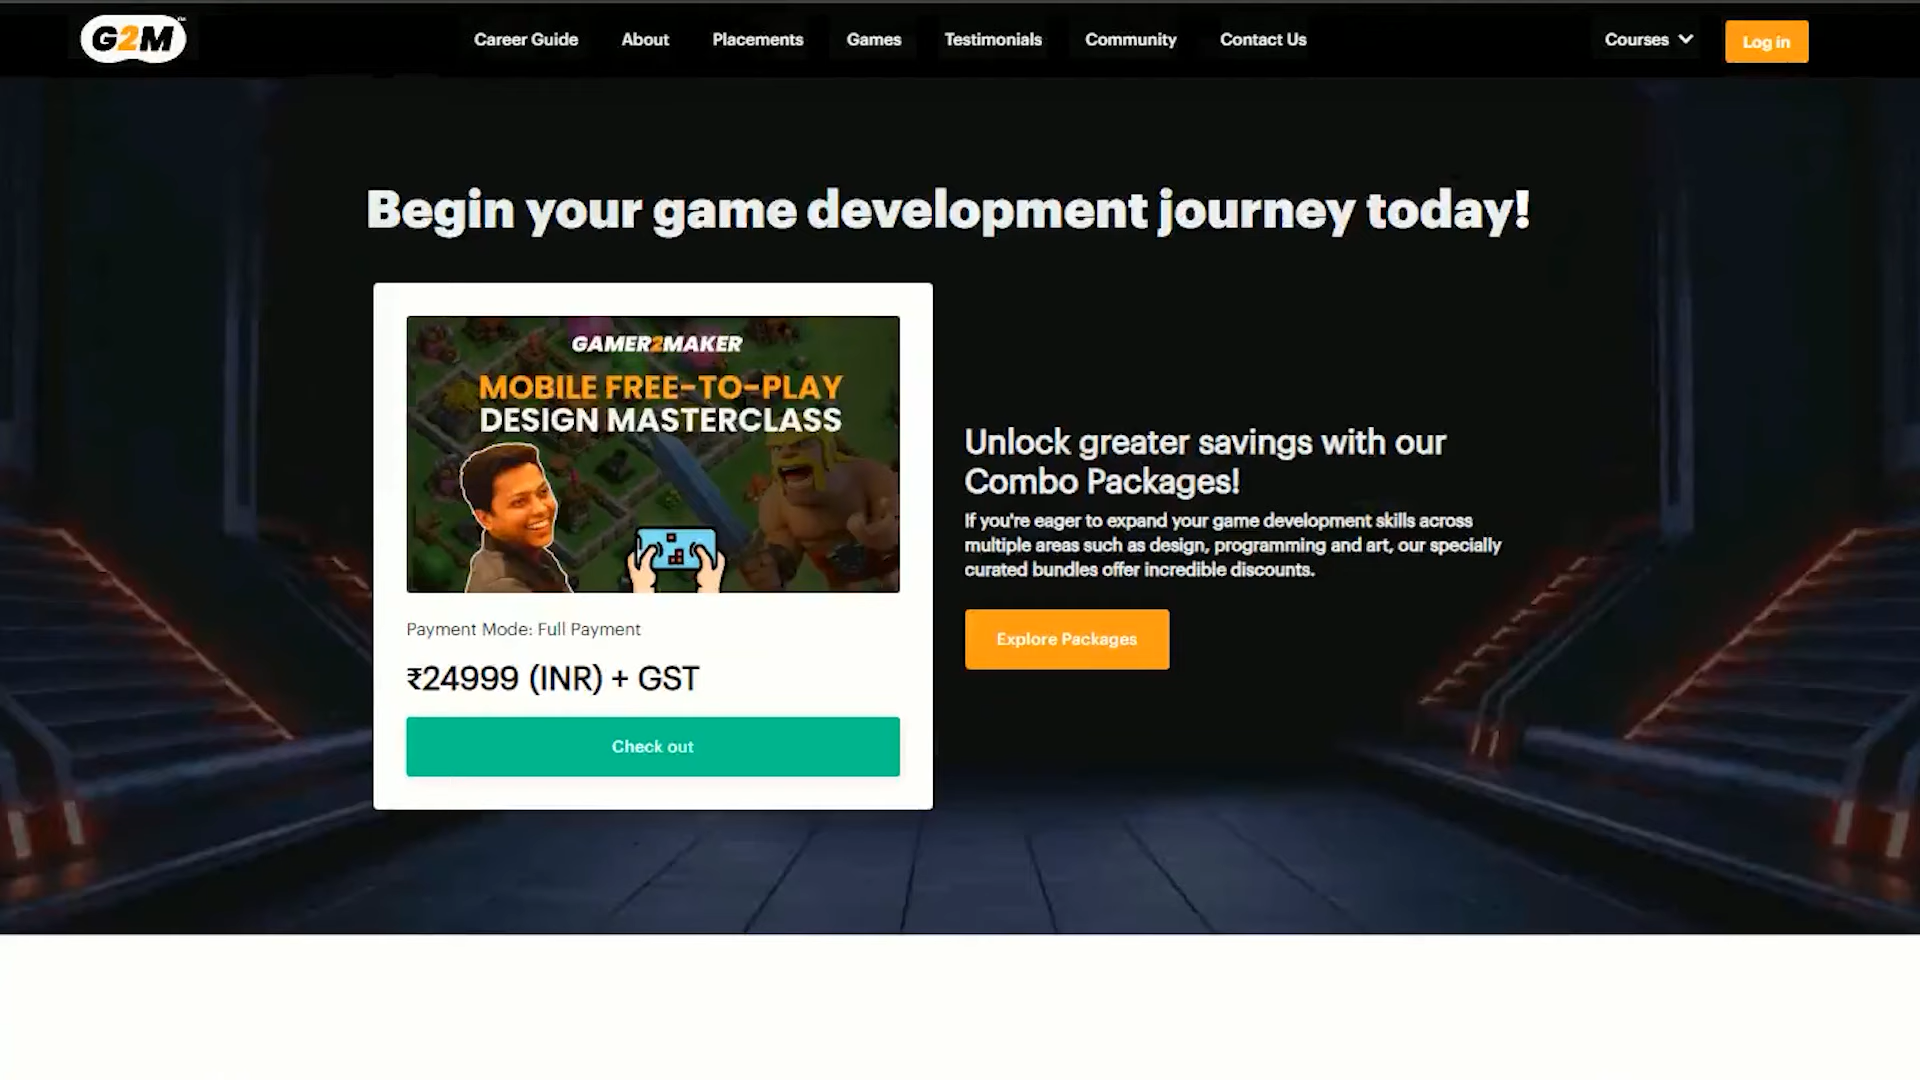 G2M™
Career Guide
About
Placements
Games
Testimonials
Community
Contact Us
Courses
Log in
Begin your game development journey today!
GAMER2MAKER
MOBILE FREE-TO-PLAY
DESIGN MASTERCLASS
Payment Mode: Full Payment
₹24999 (INR) + GST
Check out
Unlock greater savings with our
Combo Packages!
If you're eager to expand your game development skills across
multiple areas such as design, programming and art, our specially
curated bundles offer incredible discounts.
Explore Packages